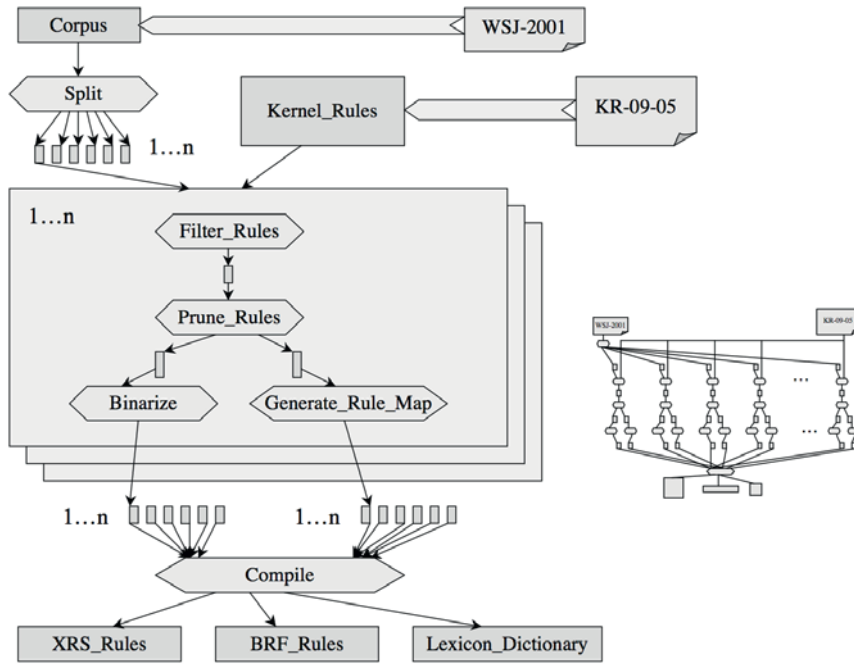 Corpus
WSJ-2001
Split
Kernel_Rules
KR-09-05
1...n
1...n
Filter_Rules
Prune_Rules
Binarize
Generate_Rule_Map
WSJ-2001
KR-09-05
...
...
1...n
1...n
Compile
XRS_Rules
BRF_Rules
Lexicon_Dictionary